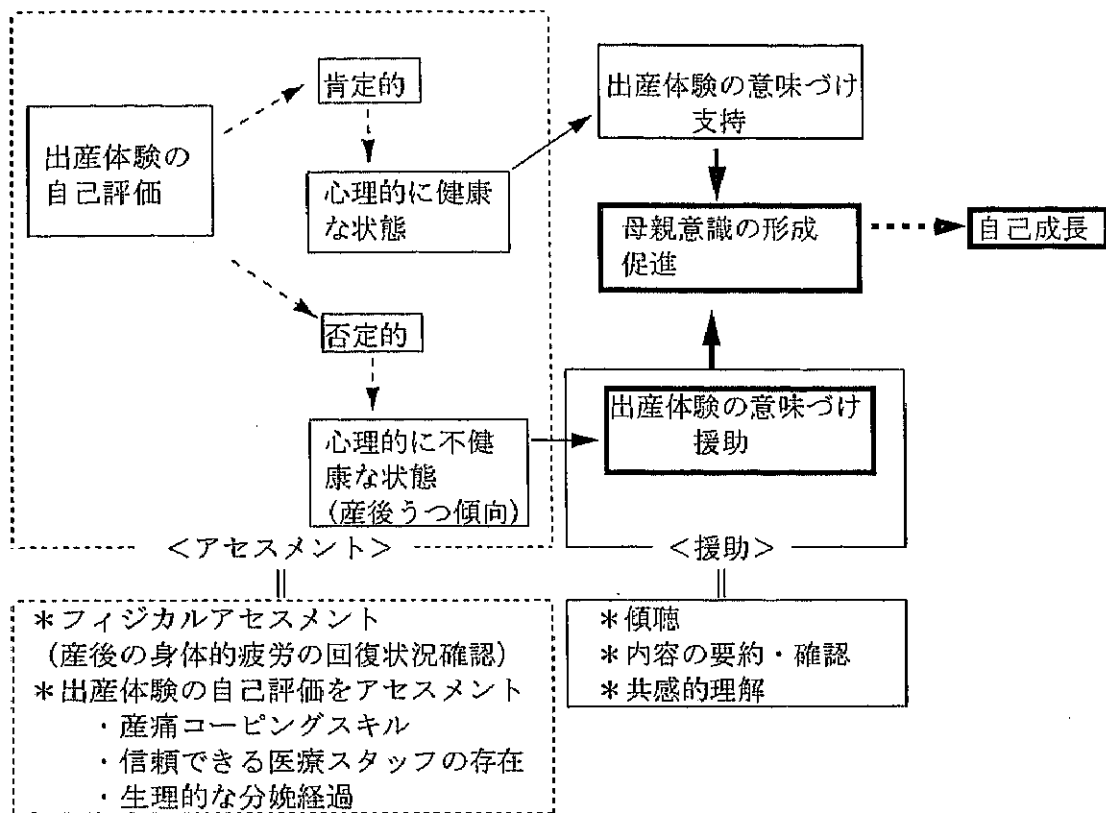 肯定的
出産体験の
自己評価
心理的に健康
な状態
否定的
心理的に不健
康な状態
(産後うつ傾向)
出産体験の意味づけ
支持
母親意識の形成
促進
自己成長
出産体験の意味づけ
援助
＜アセスメント＞
＜援助＞
＊フィジカルアセスメント
(産後の身体的疲労の回復状況確認)
＊出産体験の自己評価をアセスメント
・産痛コーピングスキル
・信頼できる医療スタッフの存在
・生理的な分娩経過
＊傾聴
＊内容の要約・確認
＊共感的理解